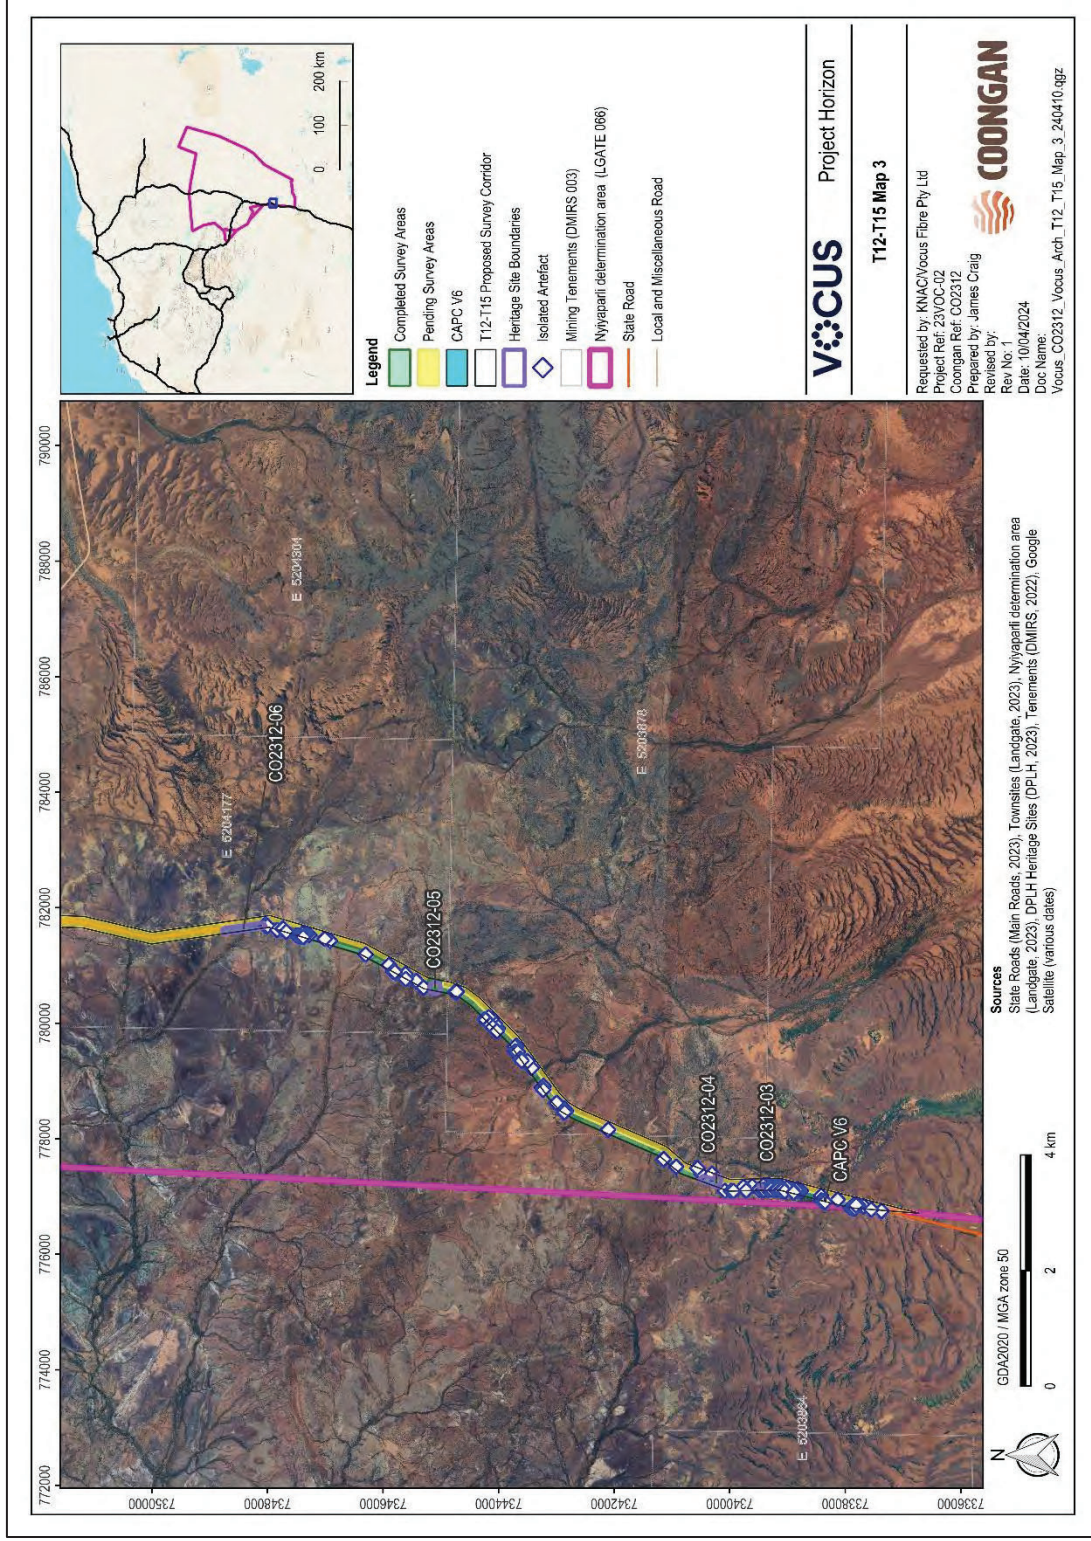 790000
788000
786000
784000
782000
780000
778000
776000
774000
772000
7350000
7348000
7346000
7344000
7342000
7340000
7338000
7336000
E 5204304
E 5204177
CO2312-06
CO2312-05
E 5203878
CO2312-04
CO2312-03
CAPC V6
E 5203864
0 100 200 km
Legend
Completed Survey Areas
Pending Survey Areas
CAPC V6
T12-T15 Proposed Survey Corridor
Heritage Site Boundaries
Isolated Artefact
Mining Tenements (DMIRS 003)
Nyiyaparli determination area (LGATE 066)
State Road
Local and Miscellaneous Road
VOCUS Project Horizon
T12-T15 Map 3
Requested by: KNAC/Vocus Fibre Pty Ltd
Project Ref: 23VOC-02
Coongan Ref: CO2312
Prepared by: James Craig
Revised by:
Rev No: 1
Date: 10/04/2024
Doc Name:
Vocus_CO2312_Vocus_Arch_T12_T15_Map_3_240410.qgz
COONGAN
N
GDA2020 / MGA zone 50
0 2 4 km
Sources
State Roads (Main Roads, 2023), Townsites (Landgate, 2023), Nyiyaparli determination area
(Landgate, 2023), DPLH Heritage Sites (DPLH, 2023), Tenements (DMIRS, 2022), Google
Satellite (various dates)